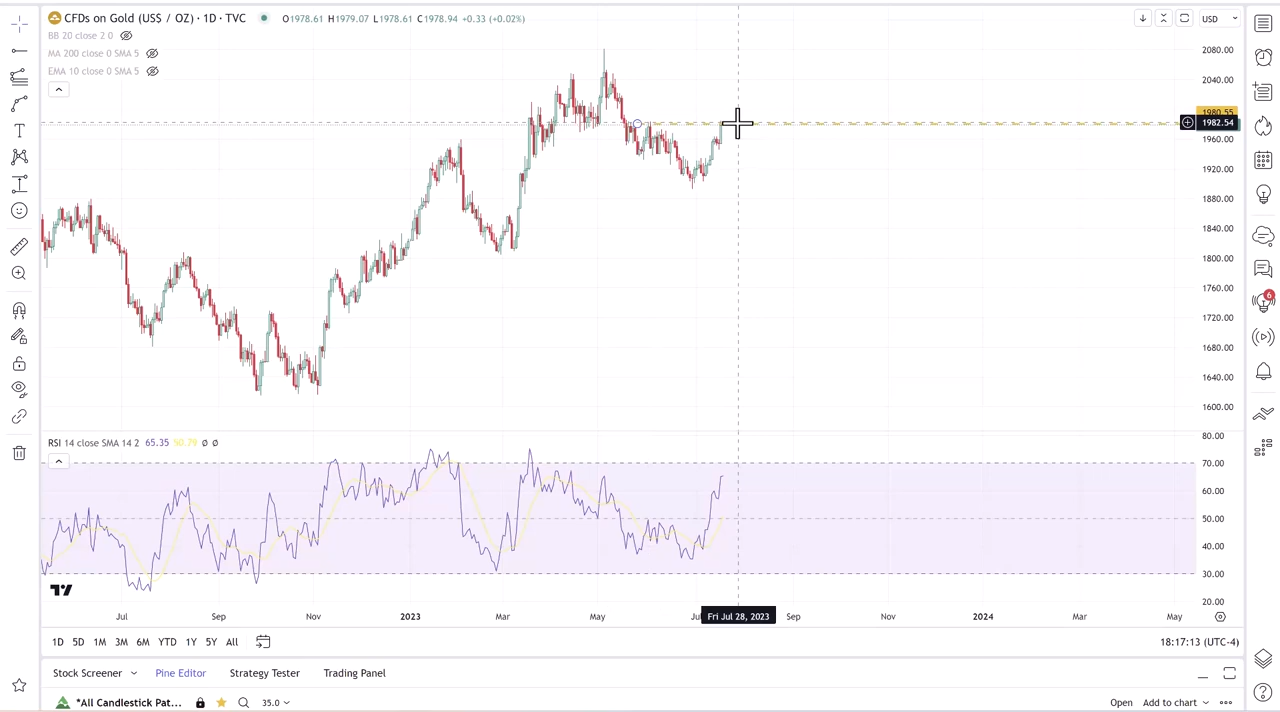 CFDs on Gold (US$ / OZ) · 1D · TVC O1978.61 H1979.07 L1978.61 C1978.94 +0.33 (+0.02%) USD
BB 20 close 2 0
MA 200 close 0 SMA 5
EMA 10 close 0 SMA 5
2080.00
2040.00
1980.55
1982.54
1960.00
1920.00
1880.00
1840.00
1800.00
1760.00
1720.00
1680.00
1640.00
1600.00
RSI 14 close SMA 14 2 65.35 50.79 Ø Ø
80.00
70.00
60.00
50.00
40.00
30.00
20.00
Jul Sep Nov 2023 Mar May Fri Jul 28, 2023 Sep Nov 2024 Mar May
1D 5D 1M 3M 6M YTD 1Y 5Y All 18:17:13 (UTC-4)
Stock Screener Pine Editor Strategy Tester Trading Panel
*All Candlestick Pat... 35.0 Open Add to chart
6